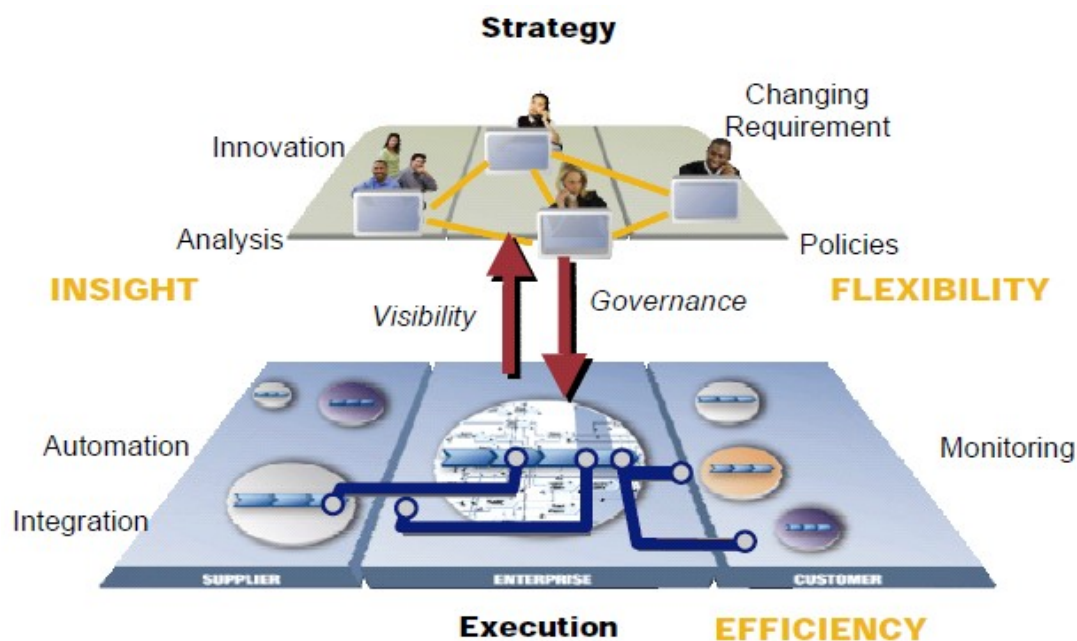 Strategy
Changing
Requirement
Innovation
Analysis
Policies
INSIGHT
FLEXIBILITY
Visibility
Governance
Automation
Monitoring
Integration
SUPPLIER
ENTERPRISE
CUSTOMER
Execution
EFFICIENCY